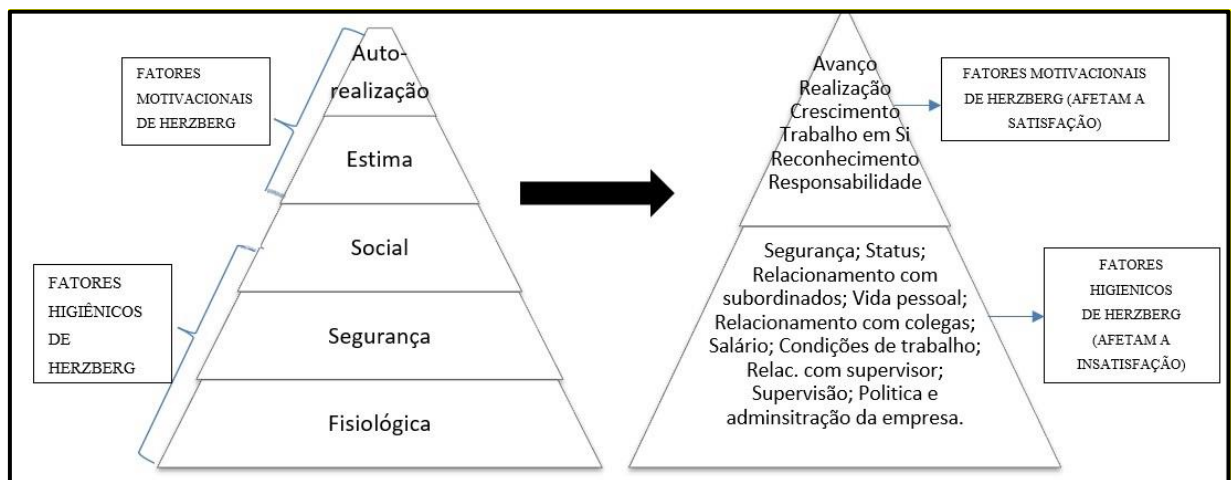 FATORES
MOTIVACIONAIS
DE HERZBERG
Auto-
realização
Estima
Social
Segurança
Fisiológica
FATORES
HIGIÊNICOS
DE
HERZBERG
Avanço
Realização
Crescimento
Trabalho em Si
Reconhecimento
Responsabilidade
FATORES MOTIVACIONAIS
DE HERZBERG (AFETAM A
SATISFAÇÃO)
Segurança; Status;
Relacionamento com
subordinados; Vida pessoal;
Relacionamento com colegas;
Salário; Condições de trabalho;
Relac. com supervisor;
Supervisão; Politica e
adminsitração da empresa.
FATORES
HIGIENICOS
DE HERZBERG
(AFETAM A
INSATISFAÇÃO)